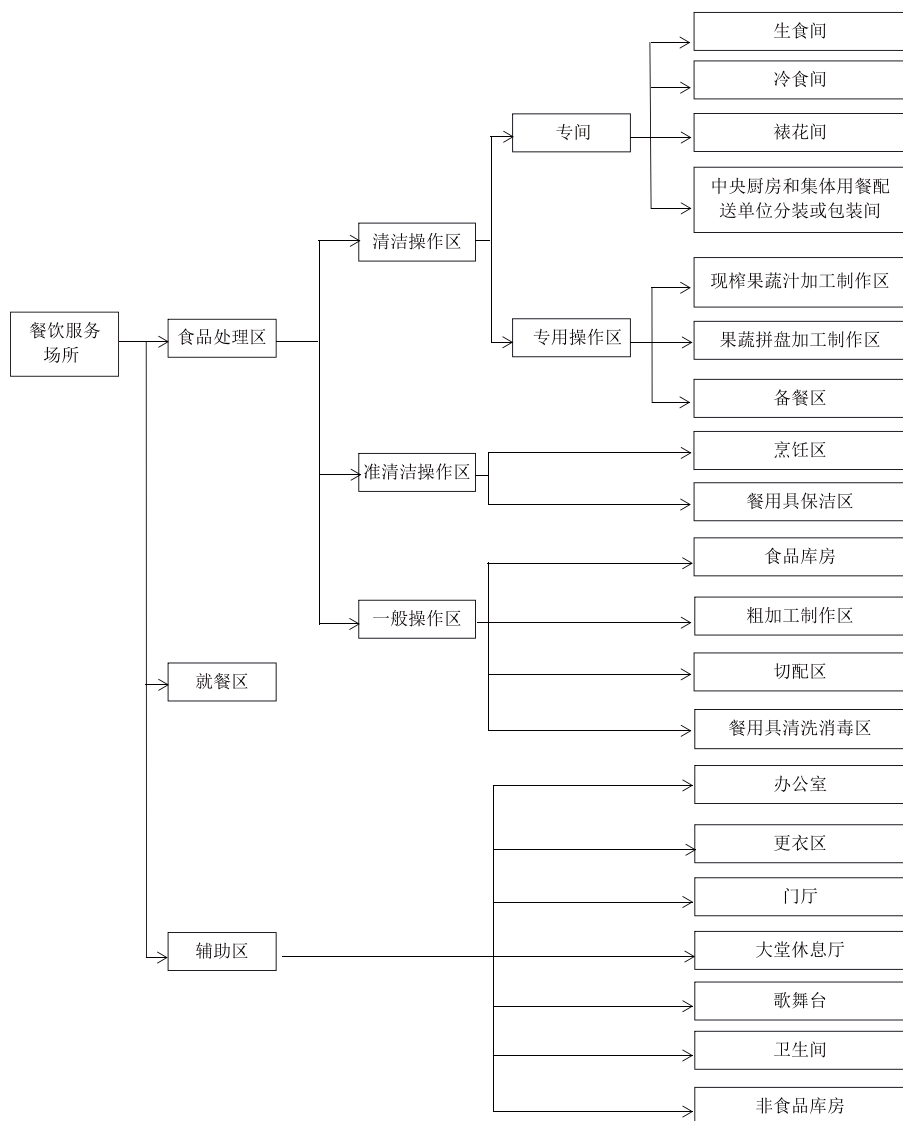 生食间
冷食间
裱花间
专间
中央厨房和集体用餐配
送单位分装或包装间
清洁操作区
现榨果蔬汁加工制作区
餐饮服务
场所
食品处理区
专用操作区
果蔬拼盘加工制作区
备餐区
烹饪区
准清洁操作区
餐用具保洁区
食品库房
一般操作区
粗加工制作区
就餐区
切配区
餐用具清洗消毒区
办公室
更衣区
门厅
辅助区
大堂休息厅
歌舞台
卫生间
非食品库房